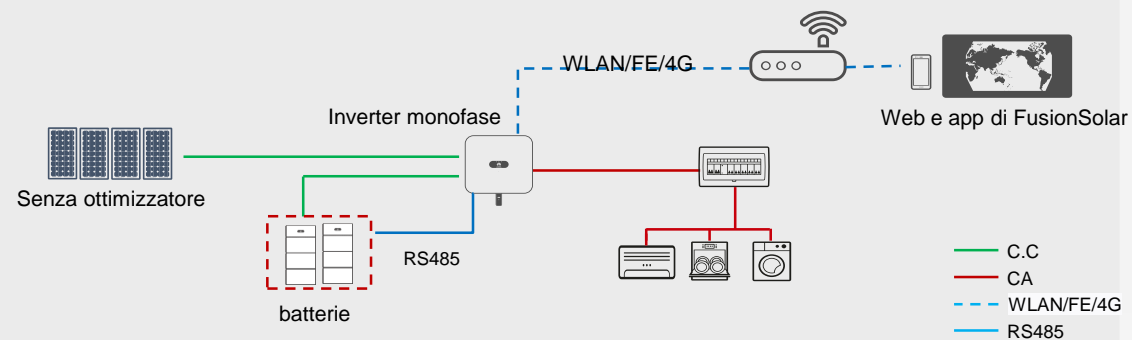 WLAN/FE/4G
Inverter monofase
Web e app di FusionSolar
Senza ottimizzatore
RS485
batterie
C.C
CA
WLAN/FE/4G
RS485